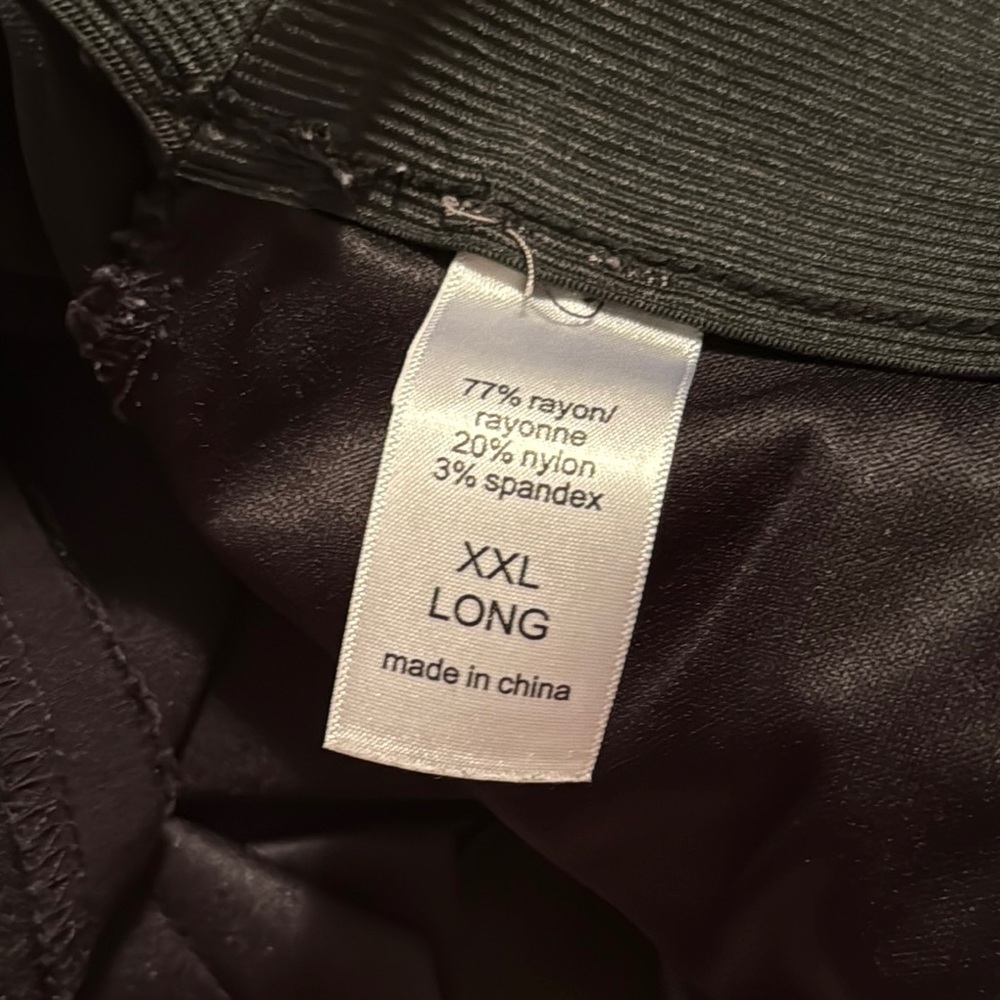 77% rayon/
rayonne
20% nylon
3% spandex
XXL
LONG
made in china